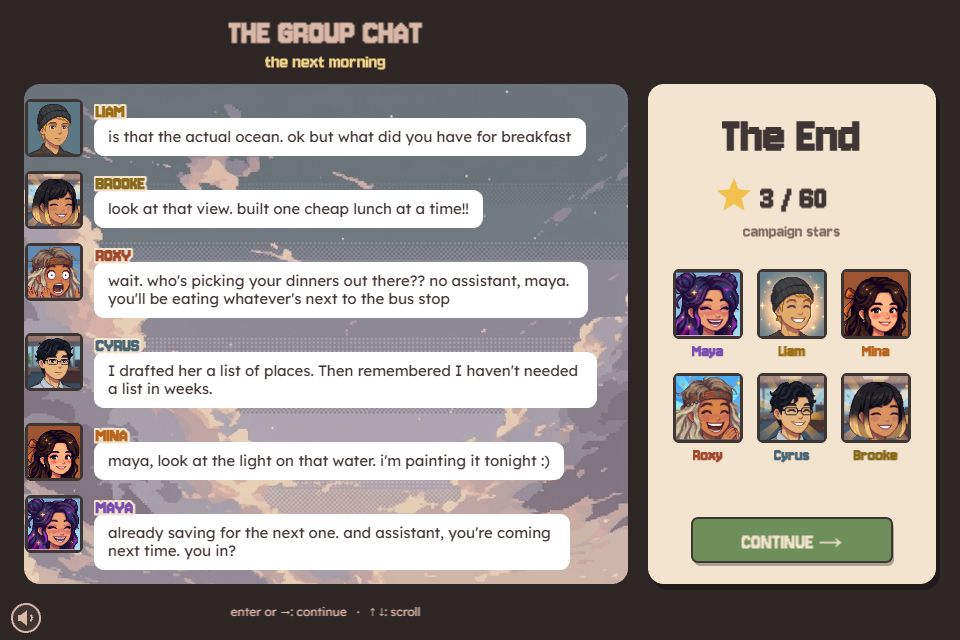 THE GROUP CHAT
the next morning
LIAM
is that the actual ocean. ok but what did you have for breakfast
BROOKE
look at that view. built one cheap lunch at a time!!
ROXY
wait. who's picking your dinners out there?? no assistant, maya.
you'll be eating whatever's next to the bus stop
CYRUS
I drafted her a list of places. Then remembered I haven't needed
a list in weeks.
MINA
maya, look at the light on that water. i'm painting it tonight :)
MAYA
already saving for the next one. and assistant, you're coming
next time. you in?
enter or →: continue · ↑ ↓: scroll
The End
3 / 60
campaign stars
Maya Liam Mina
Roxy Cyrus Brooke
CONTINUE →